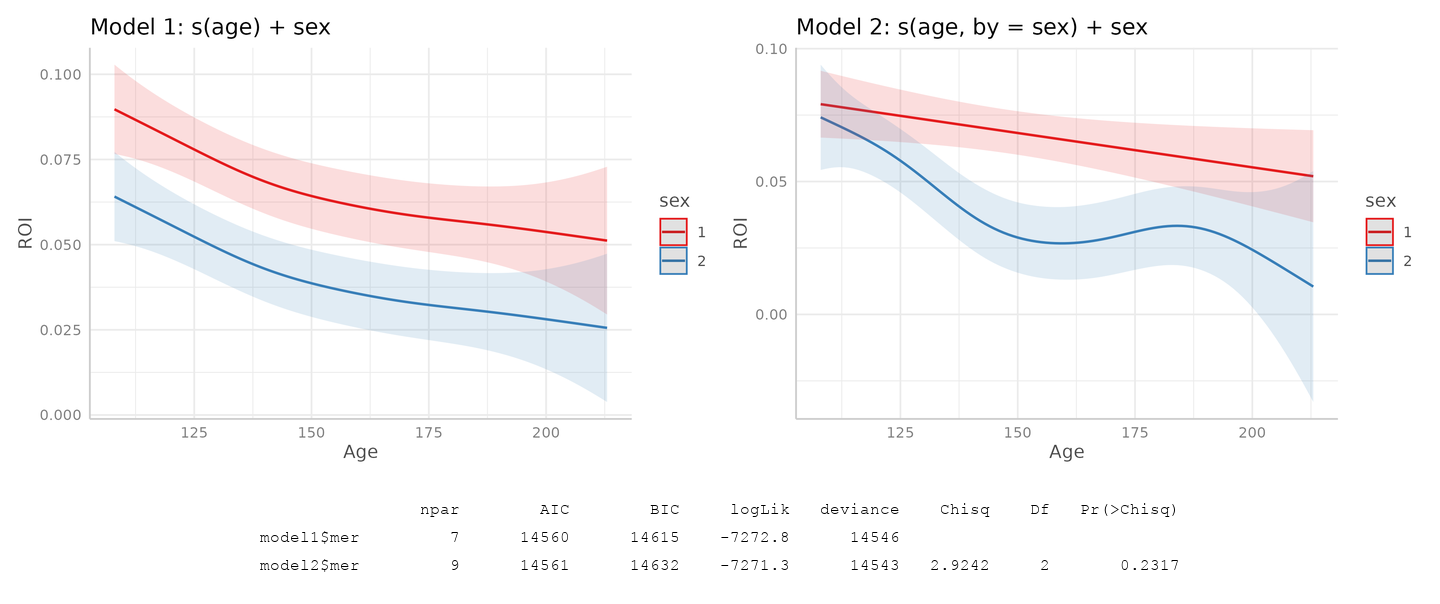 Model 1: s(age) + sex
0.100
0.075
0.050
0.025
0.000
ROI
125 150 175 200
Age
sex
1
2
Model 2: s(age, by = sex) + sex
0.10
0.05
0.00
ROI
125 150 175 200
Age
sex
1
2
npar AIC BIC logLik deviance Chisq Df Pr(>Chisq)
model1$mer 7 14560 14615 -7272.8 14546
model2$mer 9 14561 14632 -7271.3 14543 2.9242 2 0.2317